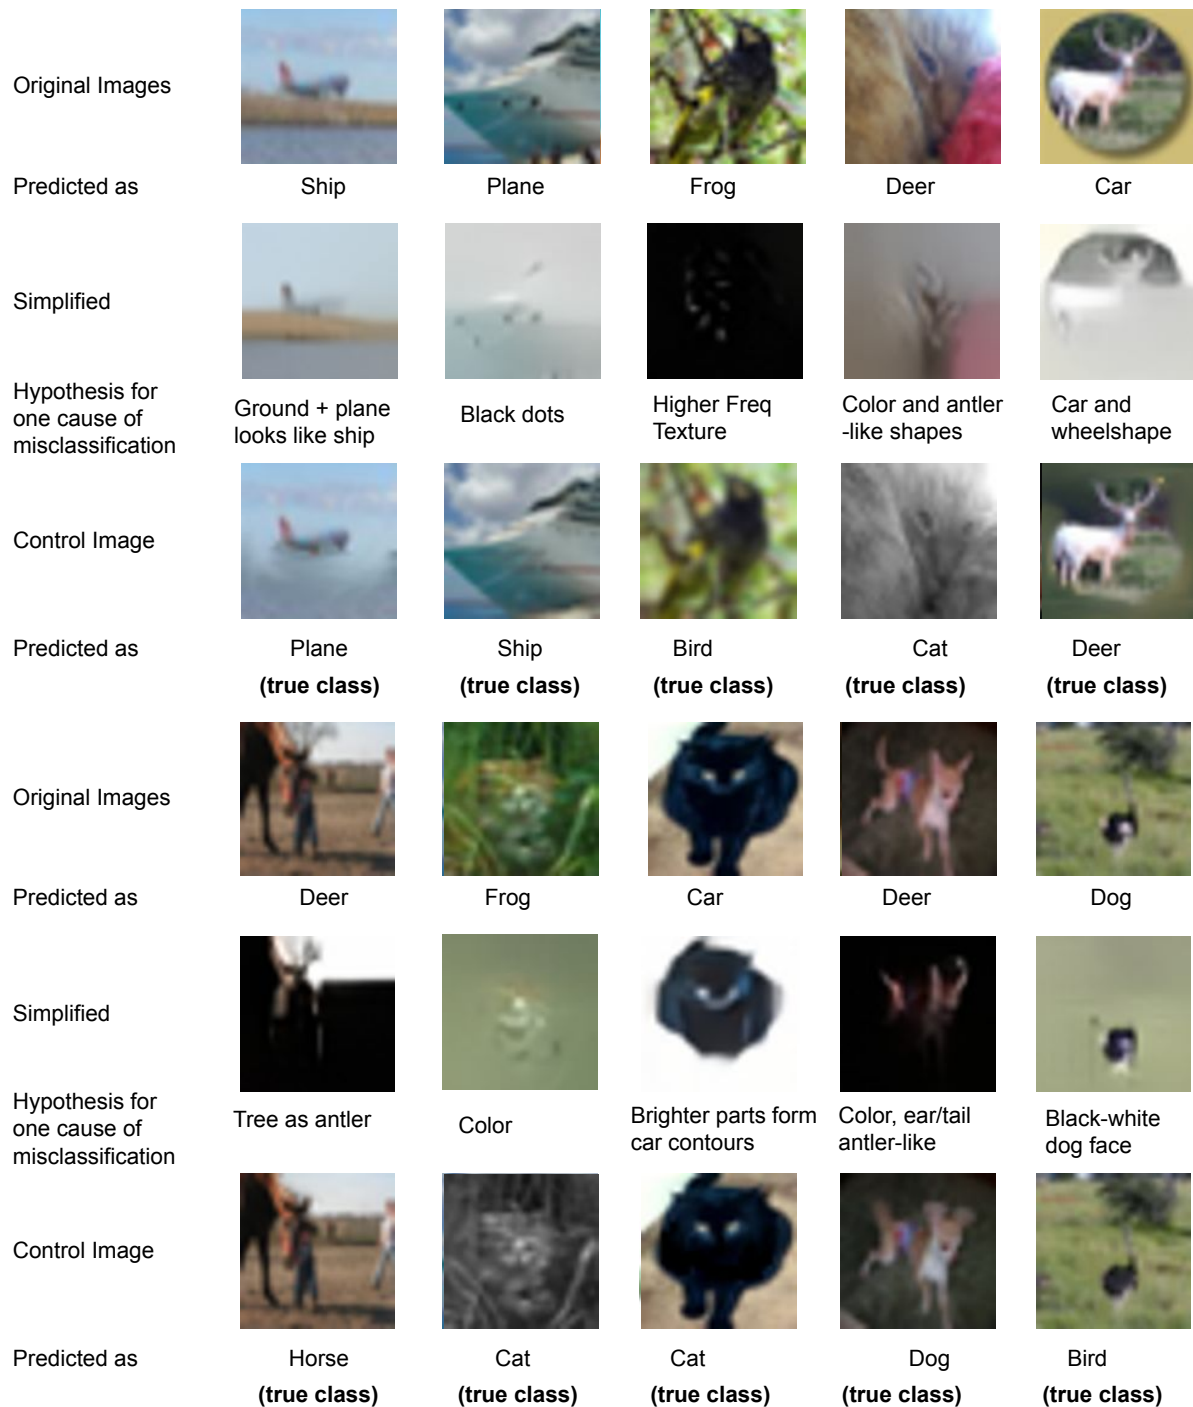 Original Images
Predicted as Ship Plane Frog Deer Car
Simplified
Hypothesis for
one cause of
misclassification
Ground + plane
looks like ship
Black dots
Higher Freq
Texture
Color and antler
-like shapes
Car and
wheelshape
Control Image
Predicted as Plane Ship Bird Cat Deer
(true class) (true class) (true class) (true class) (true class)
Original Images
Predicted as Deer Frog Car Deer Dog
Simplified
Hypothesis for
one cause of
misclassification
Tree as antler
Color
Brighter parts form
car contours
Color, ear/tail
antler-like
Black-white
dog face
Control Image
Predicted as Horse Cat Cat Dog Bird
(true class) (true class) (true class) (true class) (true class)